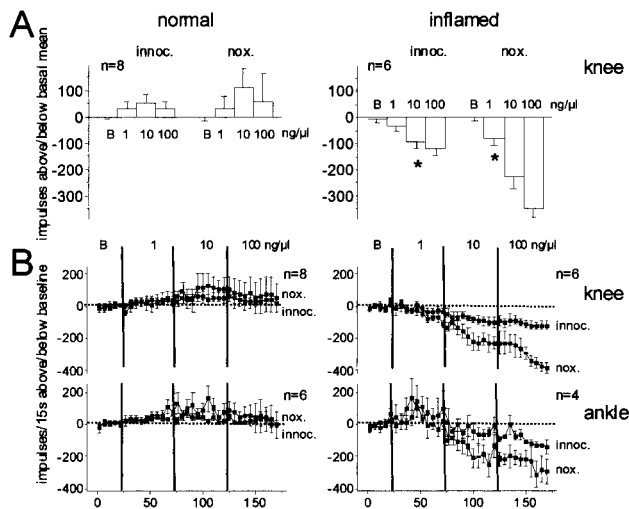 A
normal
inflamed
innoc.
nox.
innoc.
nox.
knee
n=8
n=6
impulses above/below basal mean
100
0
-100
-200
-300
B 1 10 100
B 1 10 100 ng/µl
B 1 10 100
B 1 10 100 ng/µl
*
*
B
B 1 10 100 ng/µl
B 1 10 100 ng/µl
impulses/15s above/below baseline
200
0
-200
-400
n=8
nox.
innoc.
200
0
-200
-400
n=6
knee
innoc.
nox.
200
0
-200
-400
n=6
nox.
innoc.
200
0
-200
-400
n=4
ankle
innoc.
nox.
0 50 100 150
0 50 100 150